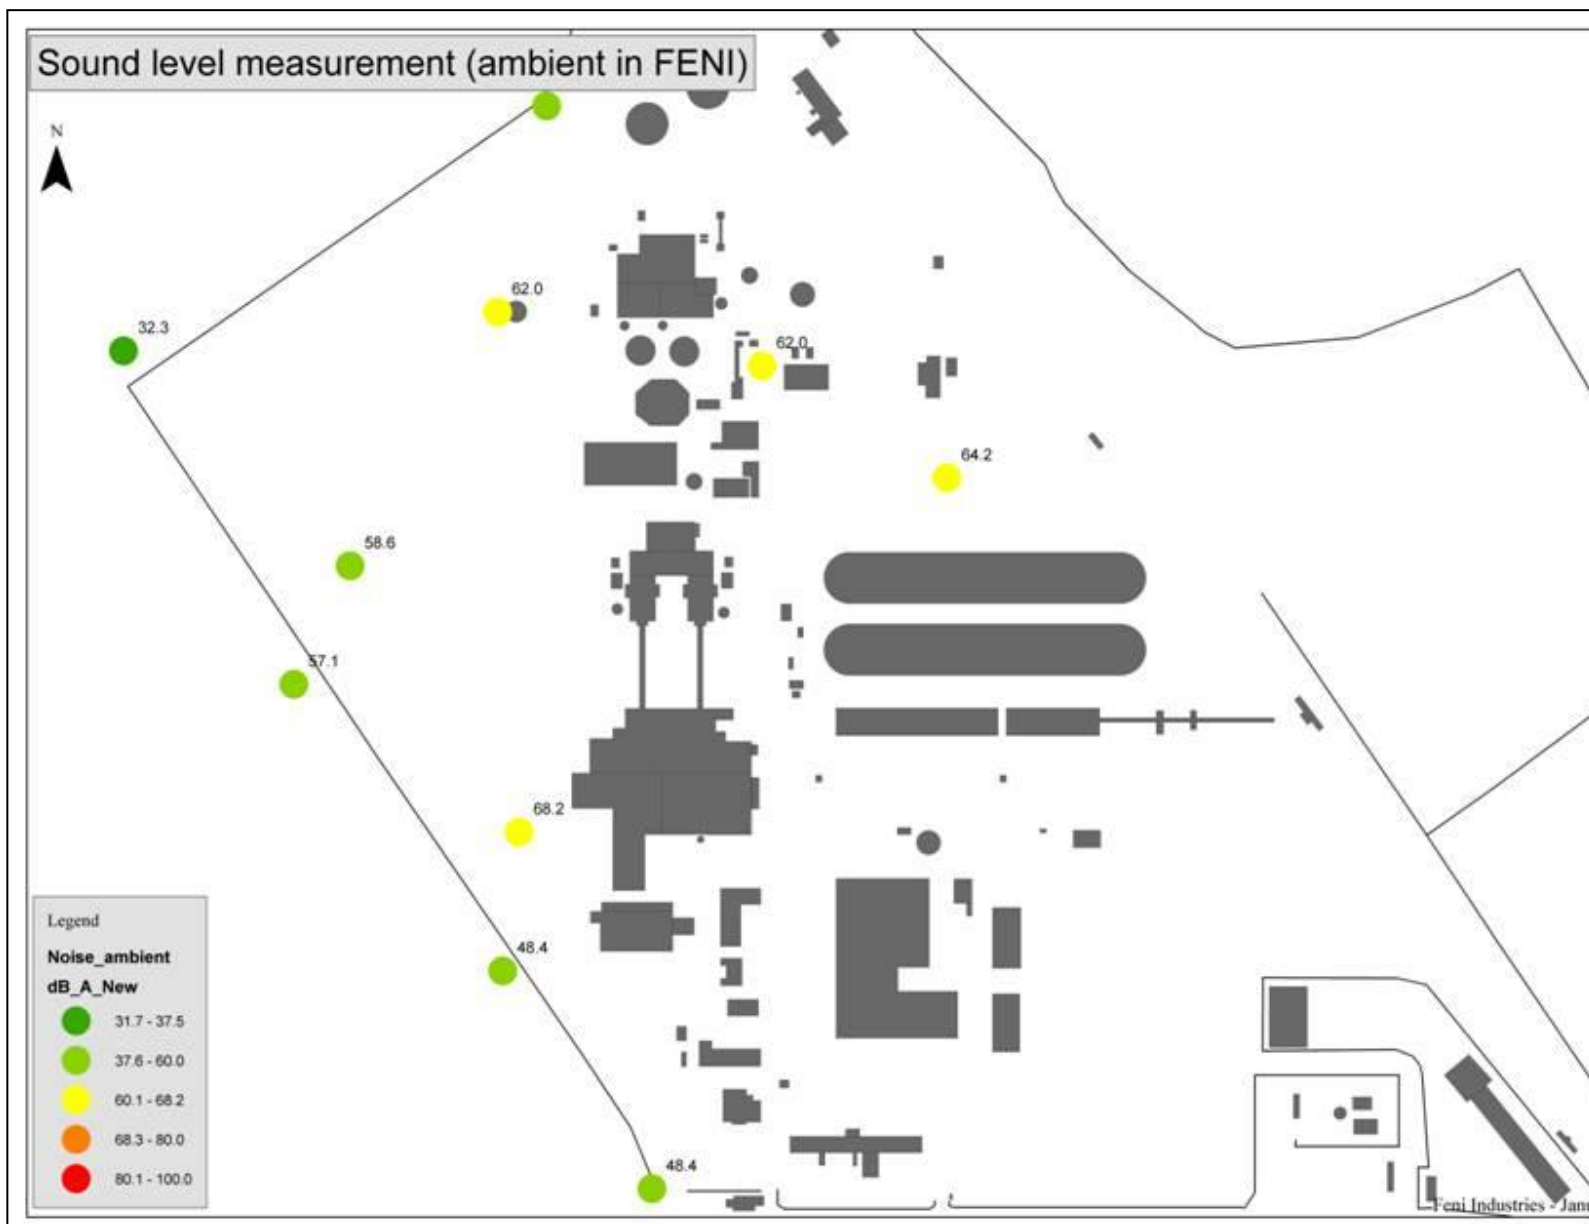 Sound level measurement (ambient in FENI)
N
62.0
32.3
62.0
64.2
58.6
57.1
68.2
48.4
48.4
Legend
Noise_ambient
dB_A_New
31.7 - 37.5
37.6 - 60.0
60.1 - 68.2
68.3 - 80.0
80.1 - 100.0
Feni Industries - Janu